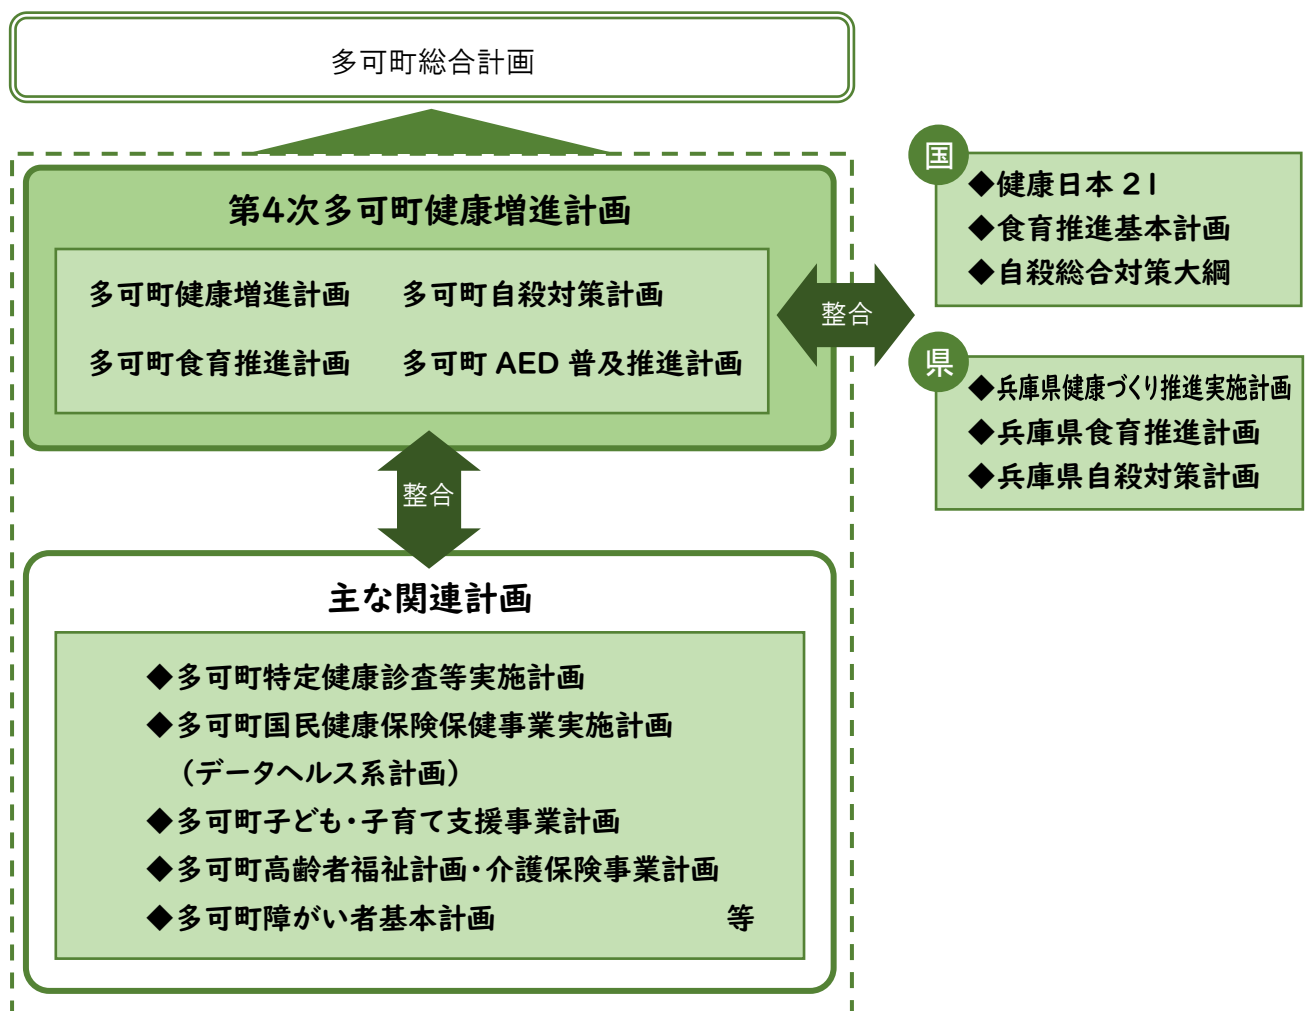 多可町総合計画
第4次多可町健康増進計画
多可町健康増進計画 多可町自殺対策計画
多可町食育推進計画 多可町 AED 普及推進計画
整合
国
◆健康日本 21
◆食育推進基本計画
◆自殺総合対策大綱
県
◆兵庫県健康づくり推進実施計画
◆兵庫県食育推進計画
◆兵庫県自殺対策計画
整合
主な関連計画
◆多可町特定健康診査等実施計画
◆多可町国民健康保険保健事業実施計画
（データヘルス系計画）
◆多可町子ども・子育て支援事業計画
◆多可町高齢者福祉計画・介護保険事業計画
◆多可町障がい者基本計画 等